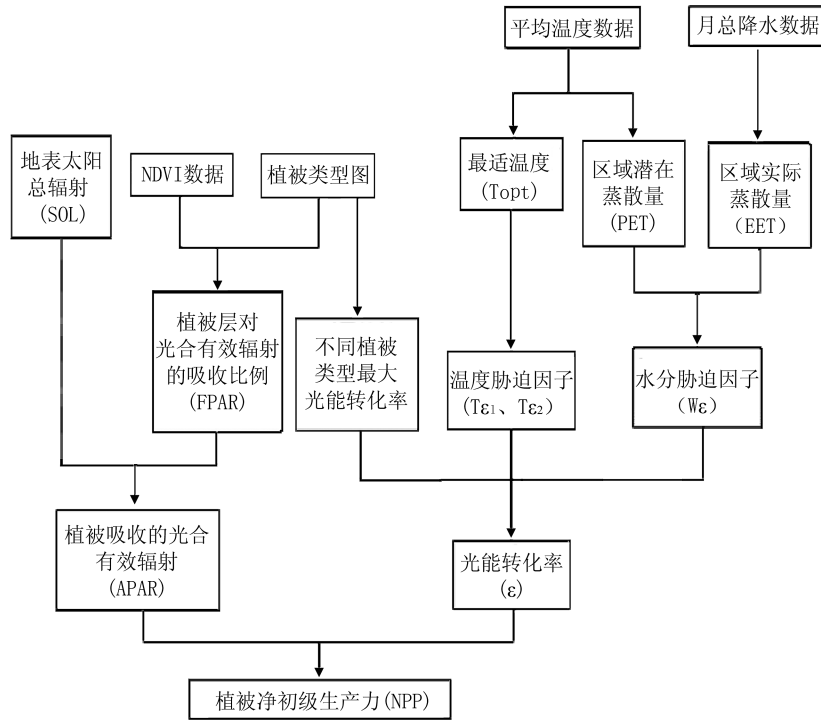 平均温度数据
月总降水数据
地表太阳
总辐射
(SOL)
NDVI数据
植被类型图
最适温度
(Topt)
区域潜在
蒸散量
(PET)
区域实际
蒸散量
(EET)
植被层对
光合有效辐射
的吸收比例
(FPAR)
不同植被
类型最大
光能转化率
温度胁迫因子
(Tε₁、Tε₂)
水分胁迫因子
(Wε)
植被吸收的光合
有效辐射
(APAR)
光能转化率
(ε)
植被净初级生产力(NPP)